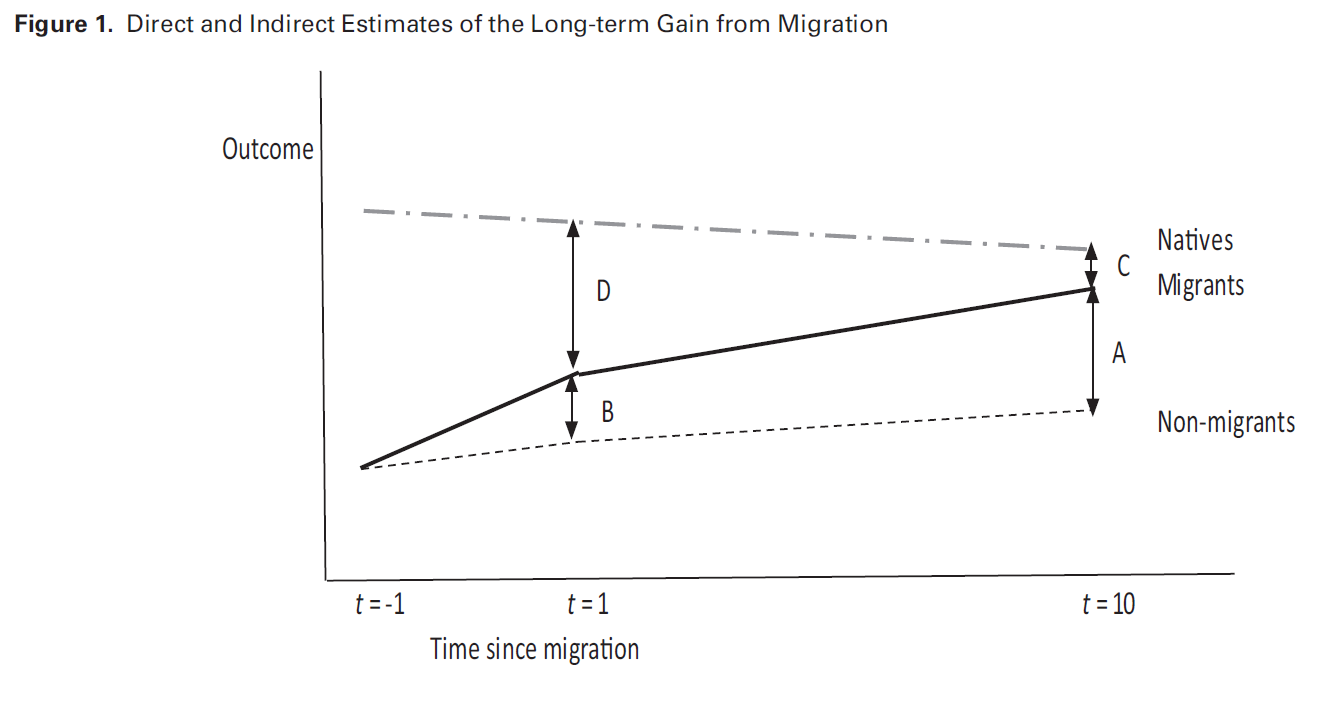 Figure 1. Direct and Indirect Estimates of the Long-term Gain from Migration
Outcome
Natives
C
Migrants
D
A
B
Non-migrants
t = -1
t = 1
t = 10
Time since migration